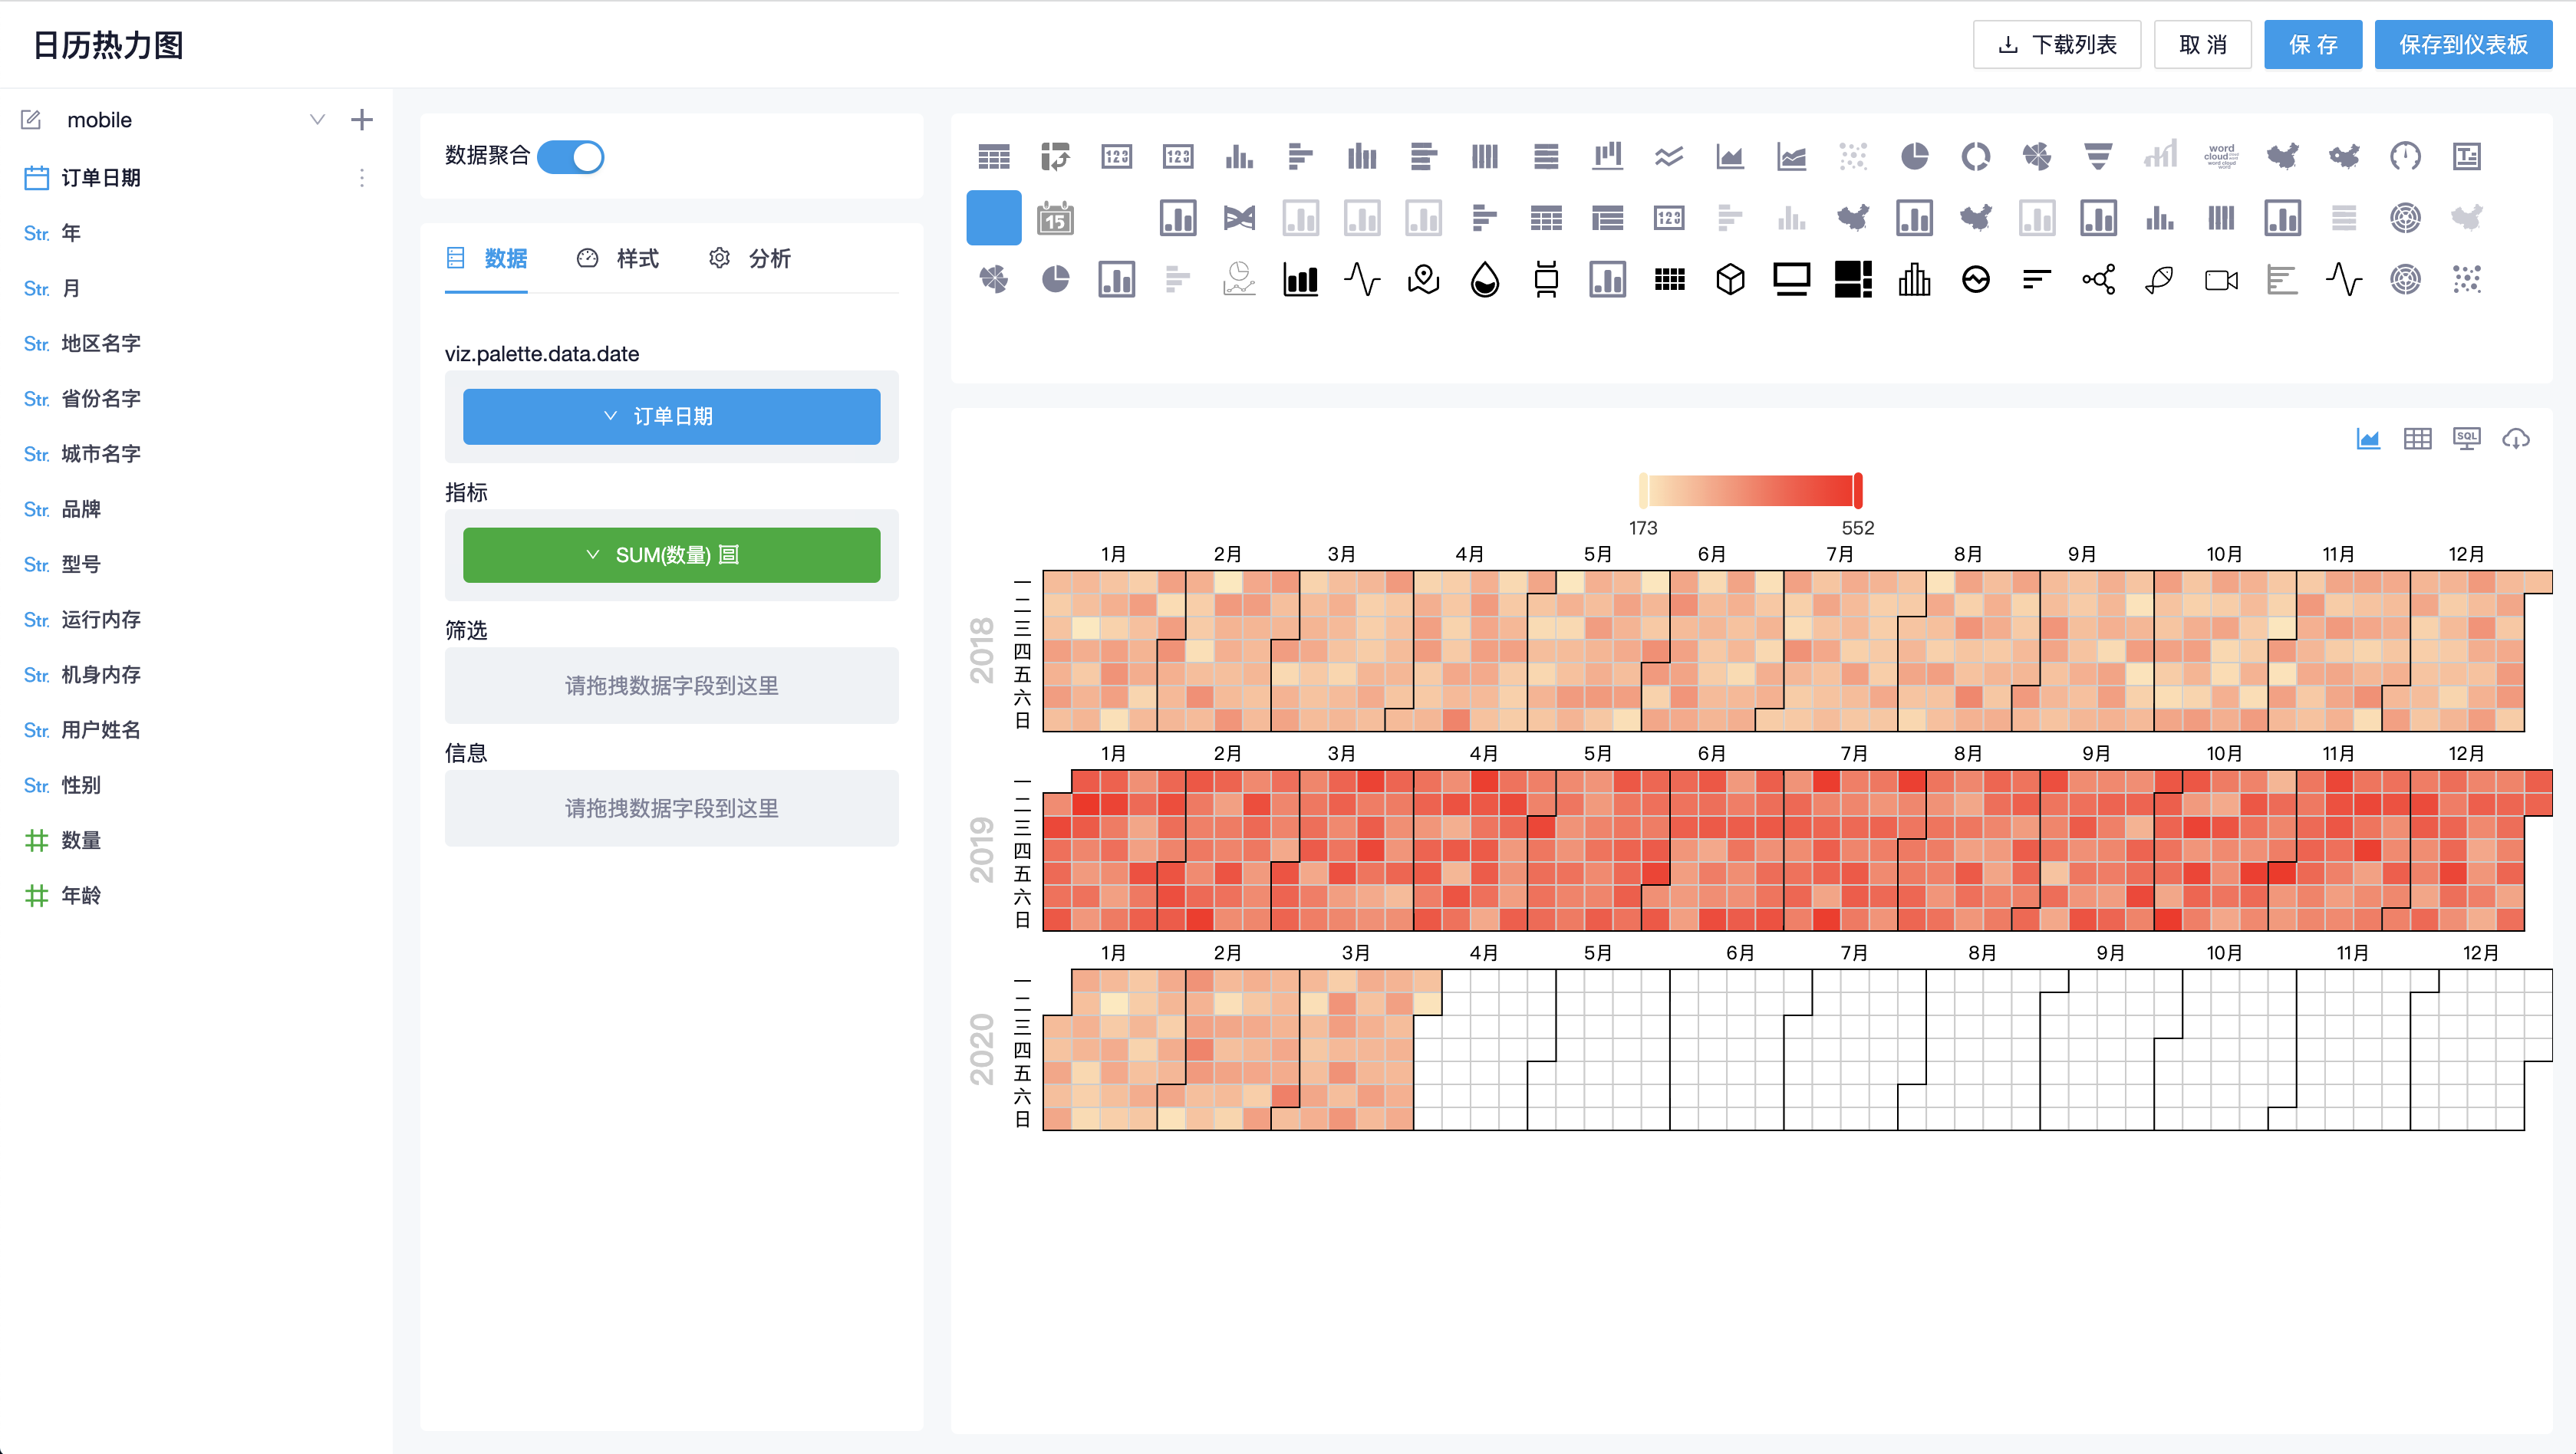 日历热力图
下载列表
取 消
保 存
保存到仪表板
mobile
订单日期
Str. 年
Str. 月
Str. 地区名字
Str. 省份名字
Str. 城市名字
Str. 品牌
Str. 型号
Str. 运行内存
Str. 机身内存
Str. 用户姓名
Str. 性别
数量
年龄
数据聚合
数据
样式
分析
viz.palette.data.date
订单日期
指标
SUM(数量)
筛选
请拖拽数据字段到这里
信息
请拖拽数据字段到这里
123
123
word cloud
15
123
SQL
173
552
1月 2月 3月 4月 5月 6月 7月 8月 9月 10月 11月 12月
2018
一
二
三
四
五
六
日
1月 2月 3月 4月 5月 6月 7月 8月 9月 10月 11月 12月
2019
一
二
三
四
五
六
日
1月 2月 3月 4月 5月 6月 7月 8月 9月 10月 11月 12月
2020
一
二
三
四
五
六
日